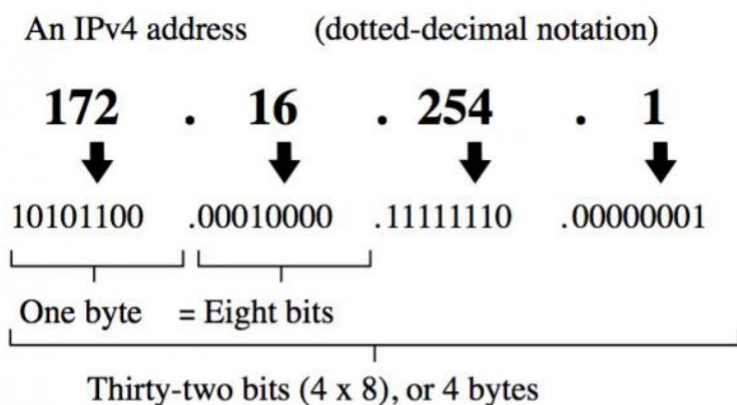 An IPv4 address (dotted-decimal notation)
172 . 16 . 254 . 1
10101100 .00010000 .11111110 .00000001
One byte = Eight bits
Thirty-two bits (4 x 8), or 4 bytes